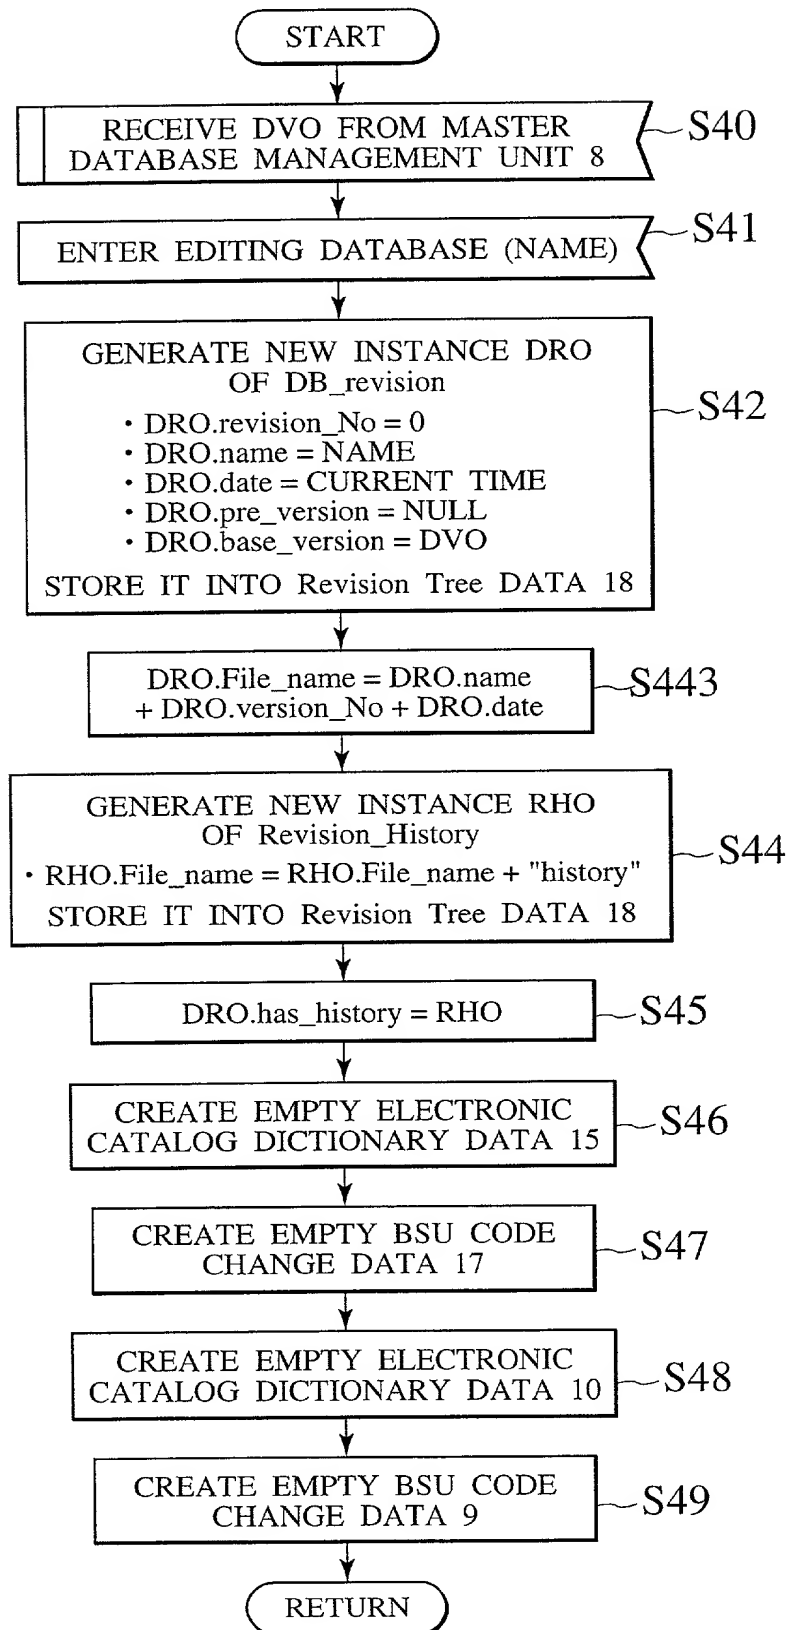 START
RECEIVE DVO FROM MASTER
DATABASE MANAGEMENT UNIT 8
S40
ENTER EDITING DATABASE (NAME)
S41
GENERATE NEW INSTANCE DRO
OF DB_revision
· DRO.revision_No = 0
· DRO.name = NAME
· DRO.date = CURRENT TIME
· DRO.pre_version = NULL
· DRO.base_version = DVO
STORE IT INTO Revision Tree DATA 18
S42
DRO.File_name = DRO.name
+ DRO.version_No + DRO.date
S443
GENERATE NEW INSTANCE RHO
OF Revision_History
· RHO.File_name = RHO.File_name + "history"
STORE IT INTO Revision Tree DATA 18
S44
DRO.has_history = RHO
S45
CREATE EMPTY ELECTRONIC
CATALOG DICTIONARY DATA 15
S46
CREATE EMPTY BSU CODE
CHANGE DATA 17
S47
CREATE EMPTY ELECTRONIC
CATALOG DICTIONARY DATA 10
S48
CREATE EMPTY BSU CODE
CHANGE DATA 9
S49
RETURN